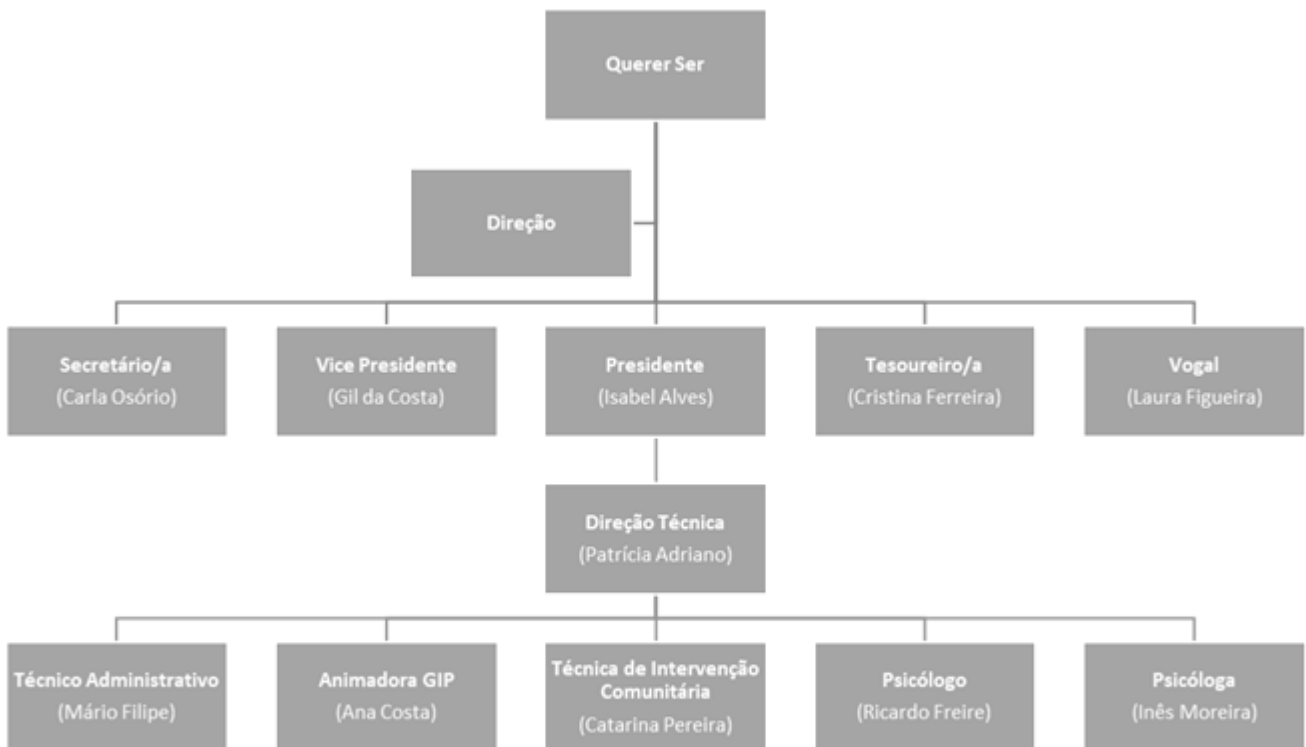 Querer Ser
Direção
Secretário/a
(Carla Osório)
Vice Presidente
(Gil da Costa)
Presidente
(Isabel Alves)
Tesoureiro/a
(Cristina Ferreira)
Vogal
(Laura Figueira)
Direção Técnica
(Patrícia Adriano)
Técnico Administrativo
(Mário Filipe)
Animadora GIP
(Ana Costa)
Técnica de Intervenção
Comunitária
(Catarina Pereira)
Psicólogo
(Ricardo Freire)
Psicóloga
(Inês Moreira)